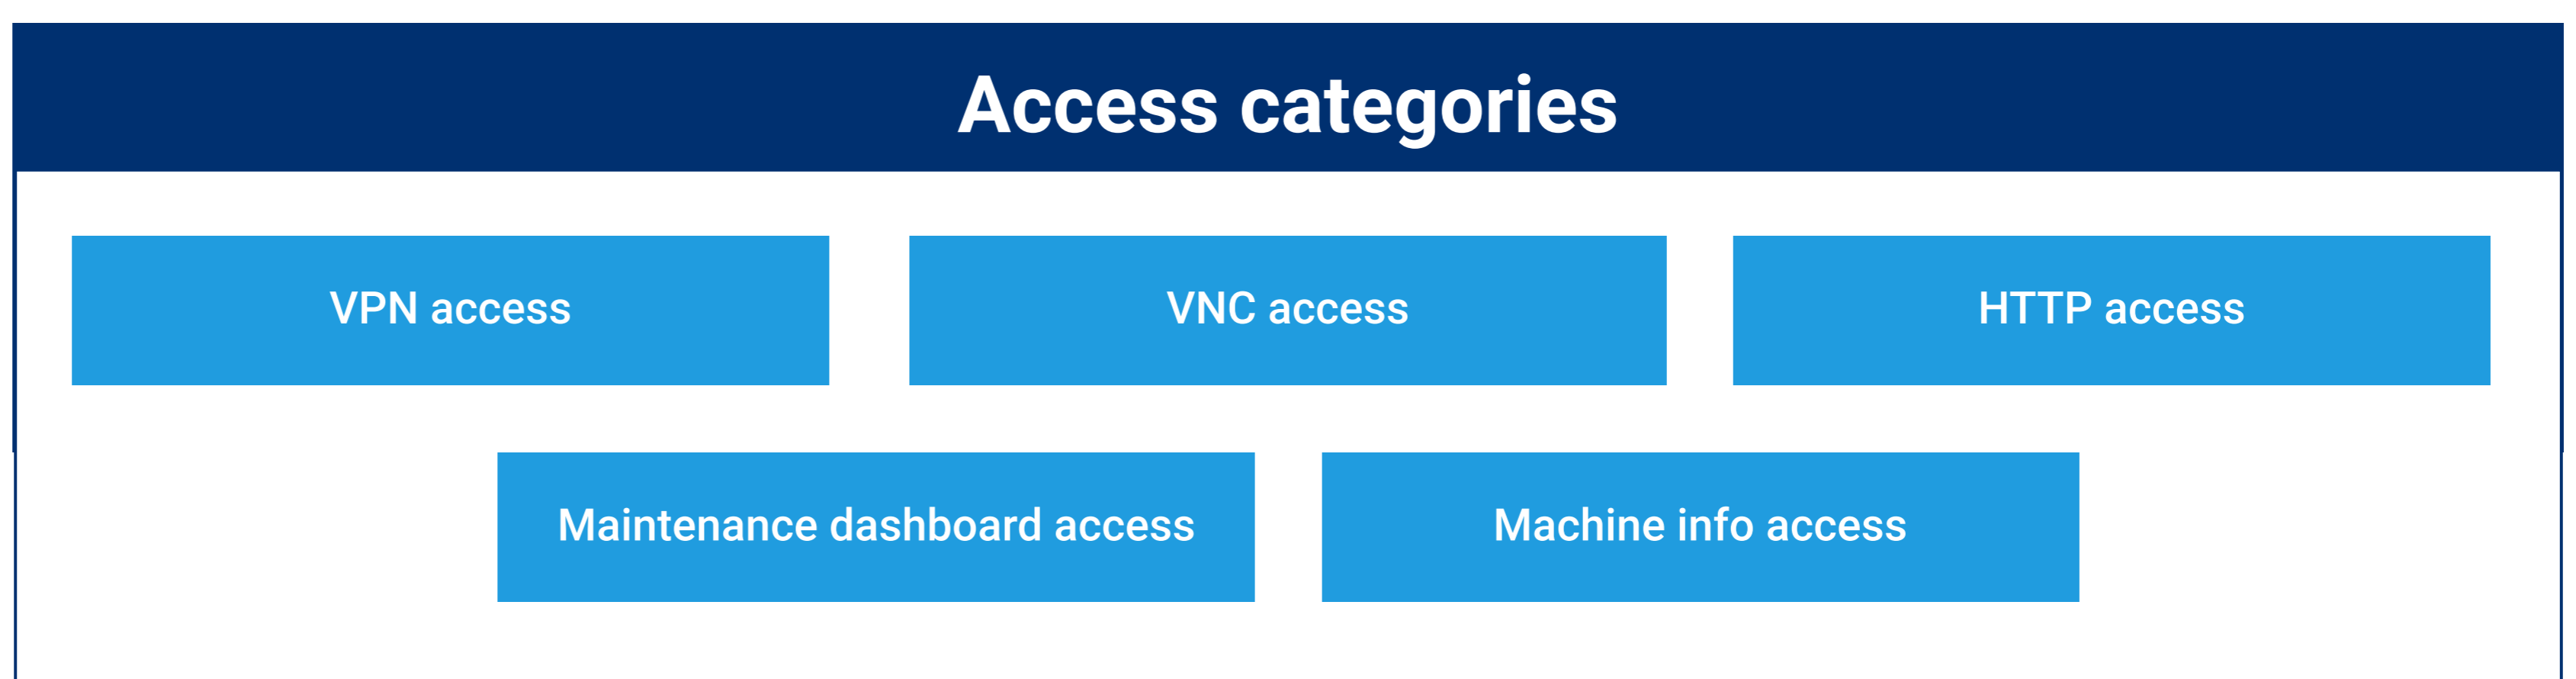 Access categories
VPN access
VNC access
HTTP access
Maintenance dashboard access
Machine info access